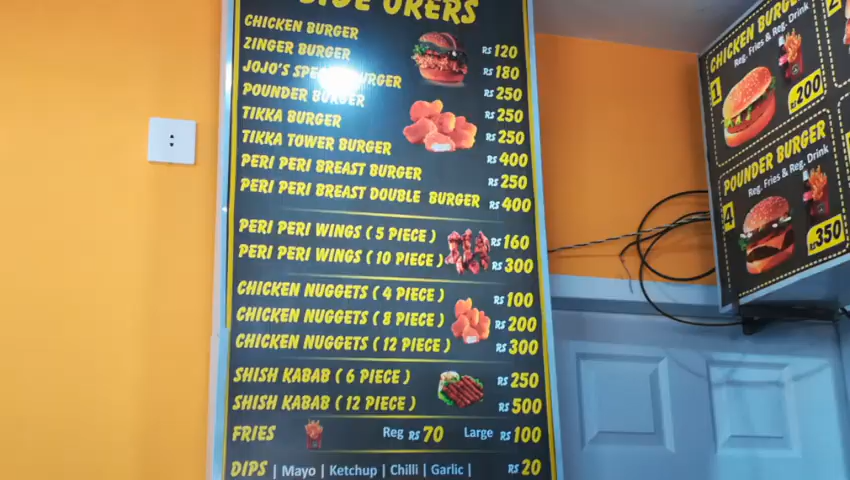 SIDE ORERS
CHICKEN BURGER RS 120
ZINGER BURGER RS 180
JOJO'S BURGER RS 250
POUNDER BURGER RS 250
TIKKA BURGER RS 250
TIKKA TOWER BURGER RS 400
PERI PERI BREAST BURGER RS 250
PERI PERI BREAST DOUBLE BURGER RS 400
PERI PERI WINGS ( 5 PIECE ) RS 160
PERI PERI WINGS ( 10 PIECE ) RS 300
CHICKEN NUGGETS ( 4 PIECE ) RS 100
CHICKEN NUGGETS ( 8 PIECE ) RS 200
CHICKEN NUGGETS ( 12 PIECE ) RS 300
SHISH KABAB ( 6 PIECE ) RS 250
SHISH KABAB ( 12 PIECE ) RS 500
FRIES Reg RS 70 Large RS 100
DIPS | Mayo | Ketchup | Chilli | Garlic | RS 20
CHICKEN BURGER
Reg. Fries & Reg. Drink
1
RS 200
POUNDER BURGER
Reg. Fries & Reg. Drink
4
RS 350